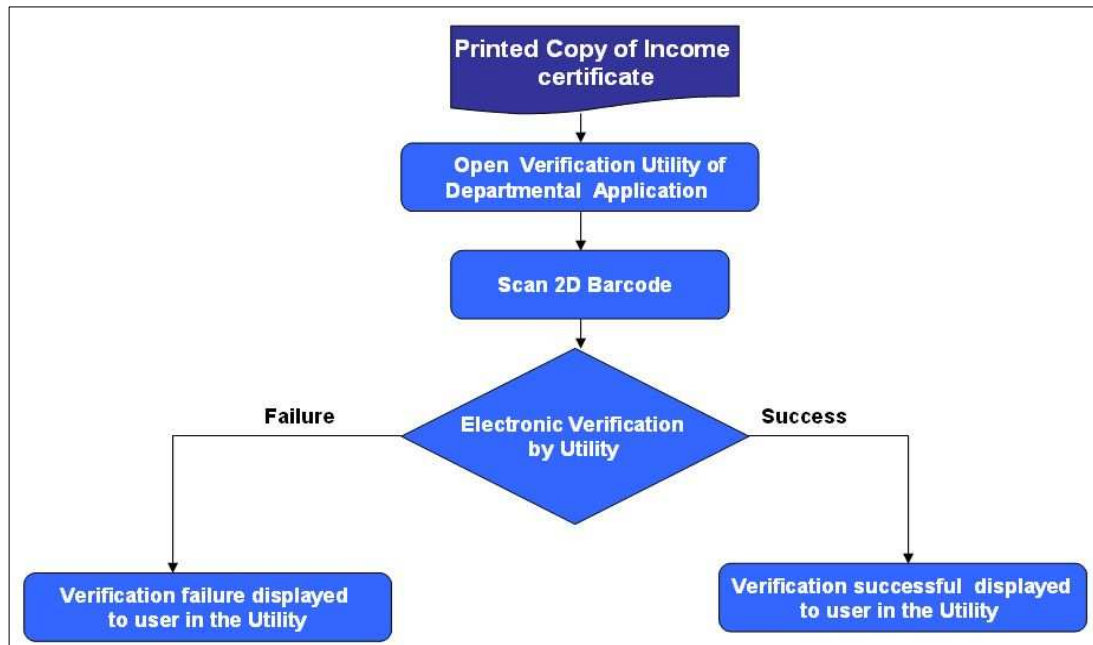 Printed Copy of Income
certificate
Open Verification Utility of
Departmental Application
Scan 2D Barcode
Failure
Electronic Verification
by Utility
Success
Verification failure displayed
to user in the Utility
Verification successful displayed
to user in the Utility